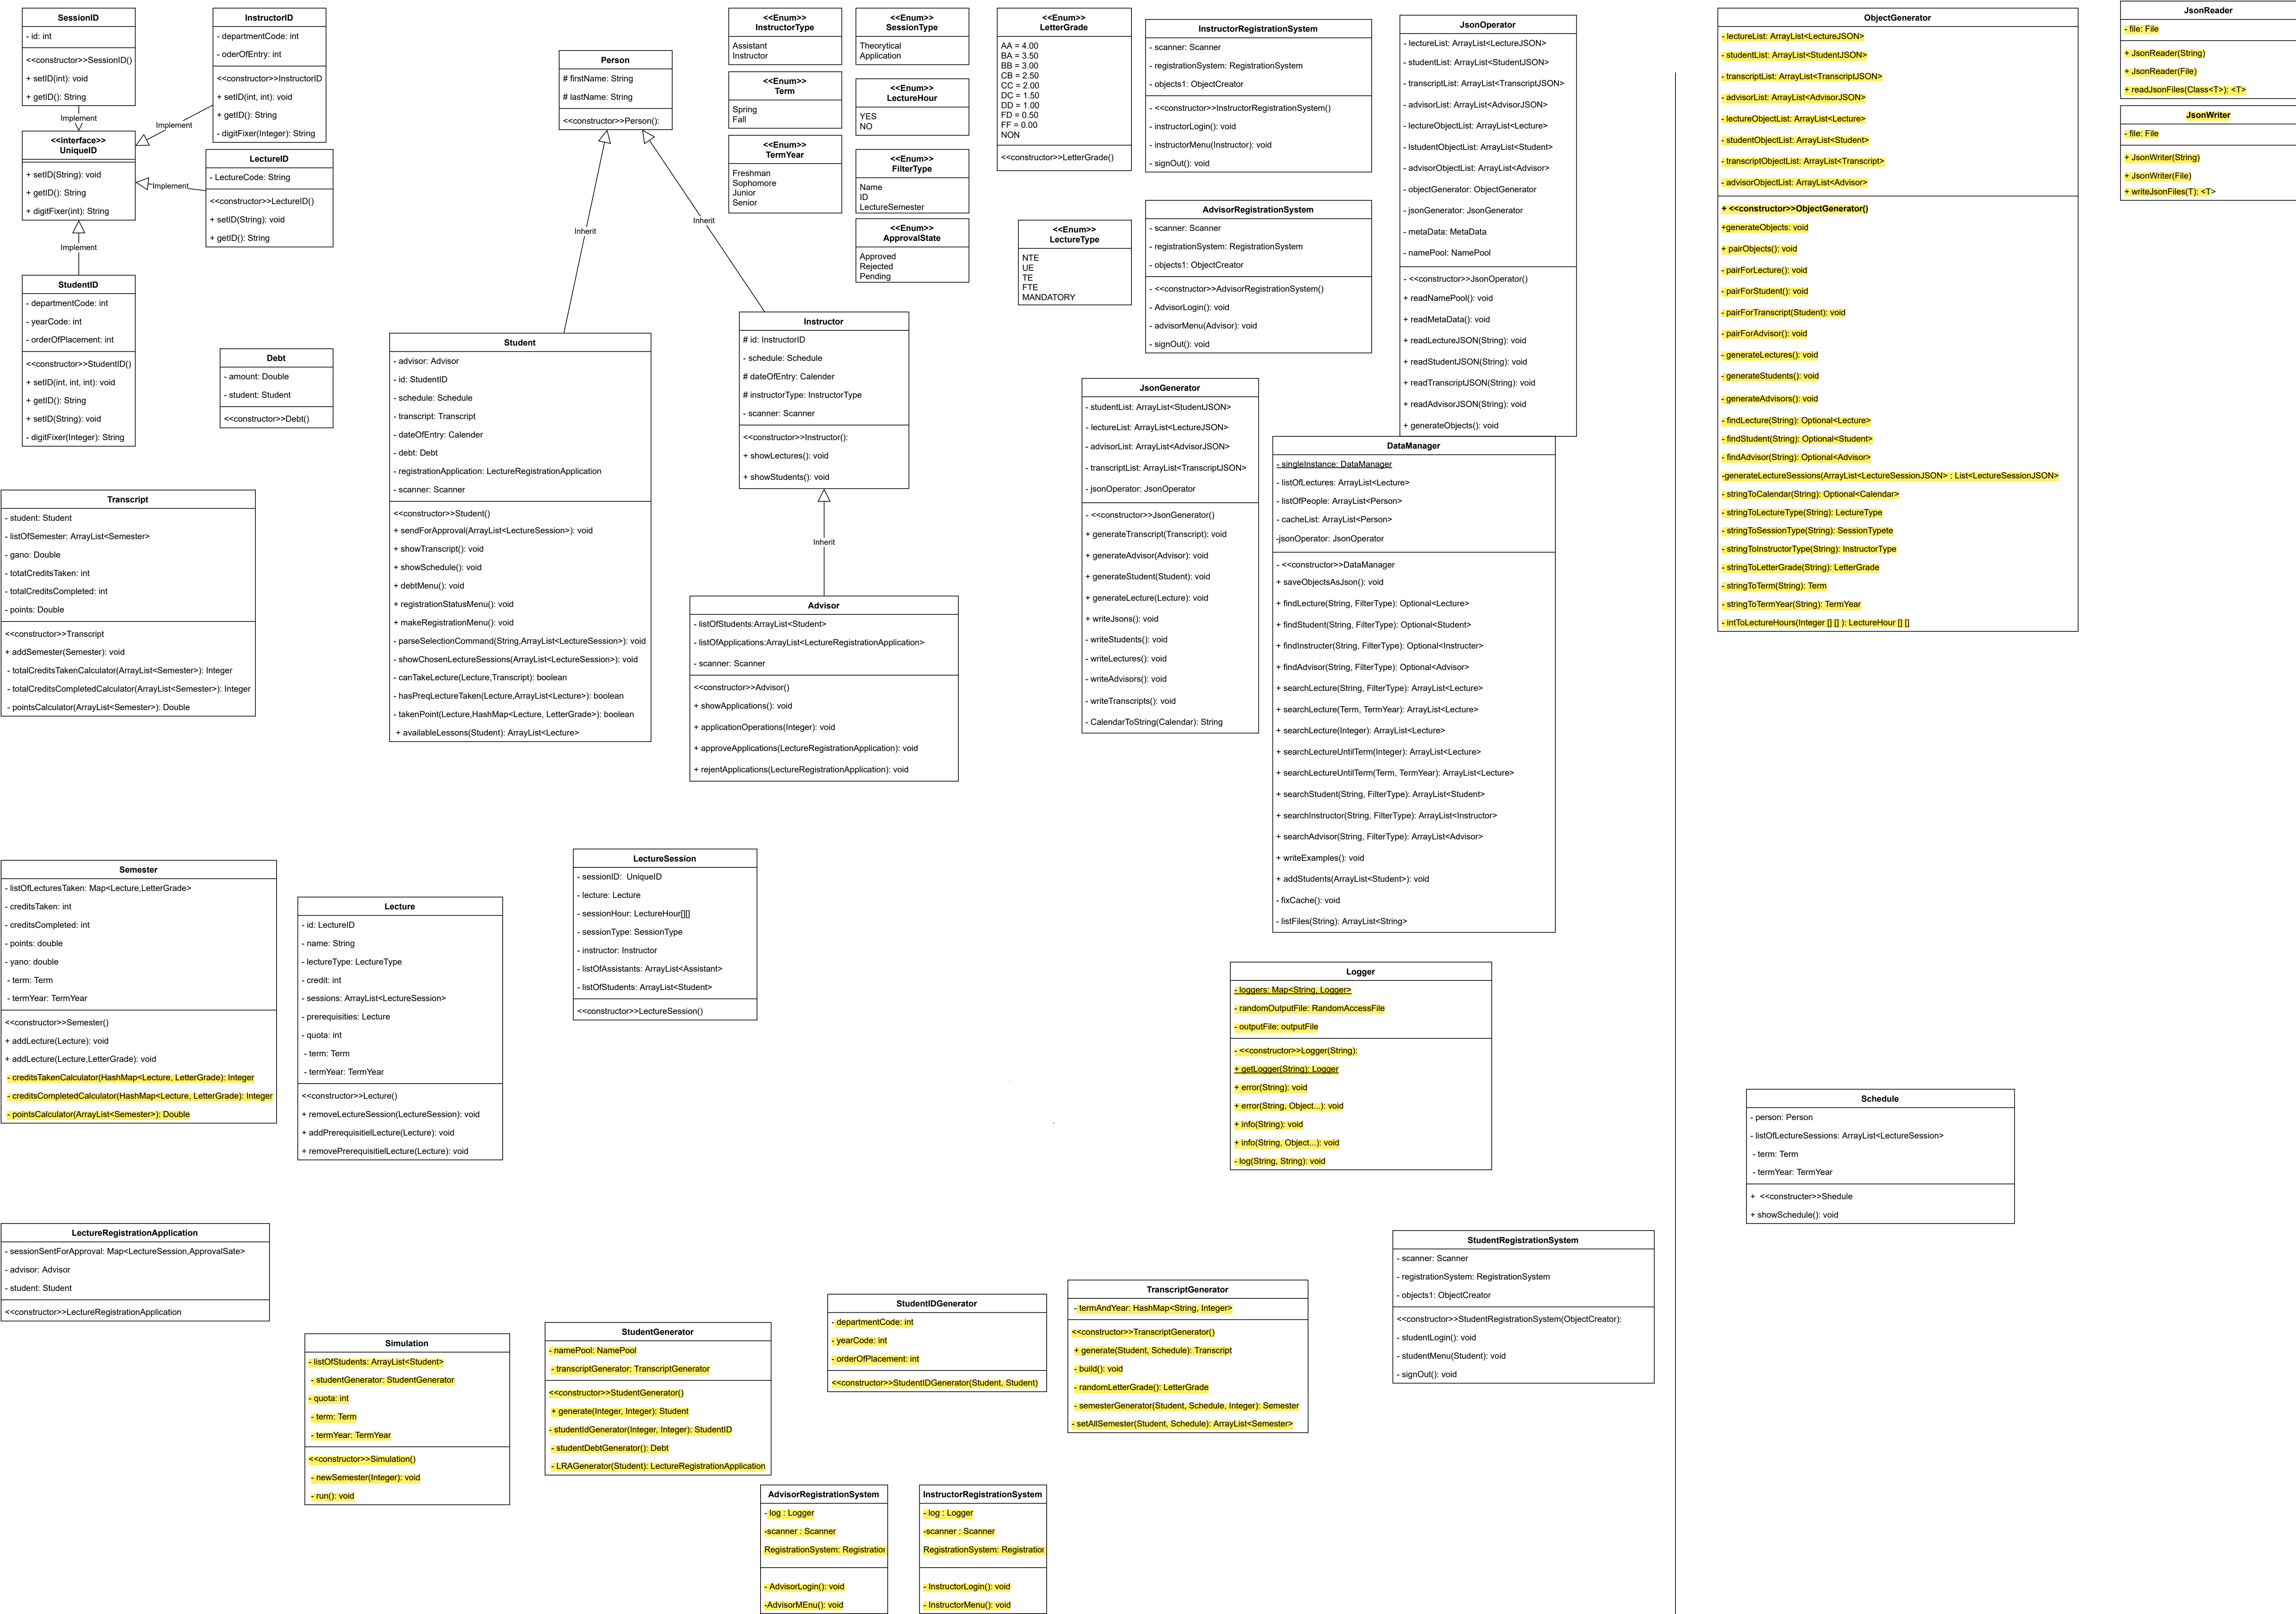 SessionID
- id: int
<<constructor>>SessionID()
+ setID(int): void
+ getID(): String
Implement
InstructorID
- departmentCode: int
- oderOfEntry: int
<<constructor>>InstructorID
+ setID(int, int): void
+ getID(): String
- digitFixer(Integer): String
Implement
<<interface>>
UniqueID
+ setID(String): void
+ getID(): String
+ digitFixer(int): String
Implement
LectureID
- LectureCode: String
<<constructor>>LectureID()
+ setID(String): void
+ getID(): String
Implement
StudentID
- departmentCode: int
- yearCode: int
- orderOfPlacement: int
<<constructor>>StudentID()
+ setID(int, int, int): void
+ getID(): String
+ setID(String): void
- digitFixer(Integer): String
Debt
- amount: Double
- student: Student
<<constructor>>Debt()
Person
# firstName: String
# lastName: String
<<constructor>>Person():
Inherit
Inherit
<<Enum>>
InstructorType
Assistant
Instructor
<<Enum>>
SessionType
Theorytical
Application
<<Enum>>
Term
Spring
Fall
<<Enum>>
LectureHour
YES
NO
<<Enum>>
TermYear
Freshman
Sophomore
Junior
Senior
<<Enum>>
FilterType
Name
ID
LectureSemester
<<Enum>>
ApprovalState
Approved
Rejected
Pending
<<Enum>>
LetterGrade
AA = 4.00
BA = 3.50
BB = 3.00
CB = 2.50
CC = 2.00
DC = 1.50
DD = 1.00
FD = 0.50
FF = 0.00
NON
<<constructor>>LetterGrade()
<<Enum>>
LectureType
NTE
UE
TE
FTE
MANDATORY
InstructorRegistrationSystem
- scanner: Scanner
- registrationSystem: RegistrationSystem
- objects1: ObjectCreator
- <<constructor>>InstructorRegistrationSystem()
- instructorLogin(): void
- instructorMenu(Instructor): void
- signOut(): void
AdvisorRegistrationSystem
- scanner: Scanner
- registrationSystem: RegistrationSystem
- objects1: ObjectCreator
- <<constructor>>AdvisorRegistrationSystem()
- AdvisorLogin(): void
- advisorMenu(Advisor): void
- signOut(): void
JsonOperator
- lectureList: ArrayList<LectureJSON>
- studentList: ArrayList<StudentJSON>
- transcriptList: ArrayList<TranscriptJSON>
- advisorList: ArrayList<AdvisorJSON>
- lectureObjectList: ArrayList<Lecture>
- lstudentObjectList: ArrayList<Student>
- advisorObjectList: ArrayList<Advisor>
- objectGenerator: ObjectGenerator
- jsonGenerator: JsonGenerator
- metaData: MetaData
- namePool: NamePool
- <<constructor>>JsonOperator()
+ readNamePool(): void
+ readMetaData(): void
+ readLectureJSON(String): void
+ readStudentJSON(String): void
+ readTranscriptJSON(String): void
+ readAdvisorJSON(String): void
+ generateObjects(): void
ObjectGenerator
- lectureList: ArrayList<LectureJSON>
- studentList: ArrayList<StudentJSON>
- transcriptList: ArrayList<TranscriptJSON>
- advisorList: ArrayList<AdvisorJSON>
- lectureObjectList: ArrayList<Lecture>
- studentObjectList: ArrayList<Student>
- transcriptObjectList: ArrayList<Transcript>
- advisorObjectList: ArrayList<Advisor>
+ <<constructor>>ObjectGenerator()
+generateObjects: void
+ pairObjects(): void
- pairForLecture(): void
- pairForStudent(): void
- pairForTranscript(Student): void
- pairForAdvisor(): void
- generateLectures(): void
- generateStudents(): void
- generateAdvisors(): void
- findLecture(String): Optional<Lecture>
- findStudent(String): Optional<Student>
- findAdvisor(String): Optional<Advisor>
-generateLectureSessions(ArrayList<LectureSessionJSON> : List<LectureSessionJSON>
- stringToCalendar(String): Optional<Calendar>
- stringToLectureType(String): LectureType
- stringToSessionType(String): SessionTypete
- stringToInstructorType(String): InstructorType
- stringToLetterGrade(String): LetterGrade
- stringToTerm(String): Term
- stringToTermYear(String): TermYear
- intToLectureHours(Integer [] [] ): LectureHour [] []
JsonReader
- file: File
+ JsonReader(String)
+ JsonReader(File)
+ readJsonFiles(Class<T>): <T>
JsonWriter
- file: File
+ JsonWriter(String)
+ JsonWriter(File)
+ writeJsonFiles(T): <T>
Student
- advisor: Advisor
- id: StudentID
- schedule: Schedule
- transcript: Transcript
- dateOfEntry: Calender
- debt: Debt
- registrationApplication: LectureRegistrationApplication
- scanner: Scanner
<<constructor>>Student()
+ sendForApproval(ArrayList<LectureSession>): void
+ showTranscript(): void
+ showSchedule(): void
+ debtMenu(): void
+ registrationStatusMenu(): void
+ makeRegistrationMenu(): void
- parseSelectionCommand(String,ArrayList<LectureSession>): void
- showChosenLectureSessions(ArrayList<LectureSession>): void
- canTakeLecture(Lecture,Transcript): boolean
- hasPreqLectureTaken(Lecture,ArrayList<Lecture>): boolean
- takenPoint(Lecture,HashMap<Lecture, LetterGrade>): boolean
+ availableLessons(Student): ArrayList<Lecture>
Instructor
# id: InstructorID
- schedule: Schedule
# dateOfEntry: Calender
# instructorType: InstructorType
- scanner: Scanner
<<constructor>>Instructor():
+ showLectures(): void
+ showStudents(): void
Inherit
Advisor
- listOfStudents:ArrayList<Student>
- listOfApplications:ArrayList<LectureRegistrationApplication>
- scanner: Scanner
<<constructor>>Advisor()
+ showApplications(): void
+ applicationOperations(Integer): void
+ approveApplications(LectureRegistrationApplication): void
+ rejentApplications(LectureRegistrationApplication): void
JsonGenerator
- studentList: ArrayList<StudentJSON>
- lectureList: ArrayList<LectureJSON>
- advisorList: ArrayList<AdvisorJSON>
- transcriptList: ArrayList<TranscriptJSON>
- jsonOperator: JsonOperator
- <<constructor>>JsonGenerator()
+ generateTranscript(Transcript): void
+ generateAdvisor(Advisor): void
+ generateStudent(Student): void
+ generateLecture(Lecture): void
+ writeJsons(): void
- writeStudents(): void
- writeLectures(): void
- writeAdvisors(): void
- writeTranscripts(): void
- CalendarToString(Calendar): String
DataManager
- singleInstance: DataManager
- listOfLectures: ArrayList<Lecture>
- listOfPeople: ArrayList<Person>
- cacheList: ArrayList<Person>
-jsonOperator: JsonOperator
- <<constructor>>DataManager
+ saveObjectsAsJson(): void
+ findLecture(String, FilterType): Optional<Lecture>
+ findStudent(String, FilterType): Optional<Student>
+ findInstructer(String, FilterType): Optional<Instructer>
+ findAdvisor(String, FilterType): Optional<Advisor>
+ searchLecture(String, FilterType): ArrayList<Lecture>
+ searchLecture(Term, TermYear): ArrayList<Lecture>
+ searchLecture(Integer): ArrayList<Lecture>
+ searchLectureUntilTerm(Integer): ArrayList<Lecture>
+ searchLectureUntilTerm(Term, TermYear): ArrayList<Lecture>
+ searchStudent(String, FilterType): ArrayList<Student>
+ searchInstructor(String, FilterType): ArrayList<Instructor>
+ searchAdvisor(String, FilterType): ArrayList<Advisor>
+ writeExamples(): void
+ addStudents(ArrayList<Student>): void
- fixCache(): void
- listFiles(String): ArrayList<String>
Transcript
- student: Student
- listOfSemester: ArrayList<Semester>
- gano: Double
- totatCreditsTaken: int
- totalCreditsCompleted: int
- points: Double
<<constructor>>Transcript
+ addSemester(Semester): void
- totalCreditsTakenCalculator(ArrayList<Semester>): Integer
- totalCreditsCompletedCalculator(ArrayList<Semester>): Integer
- pointsCalculator(ArrayList<Semester>): Double
Semester
- listOfLecturesTaken: Map<Lecture,LetterGrade>
- creditsTaken: int
- creditsCompleted: int
- points: double
- yano: double
- term: Term
- termYear: TermYear
<<constructor>>Semester()
+ addLecture(Lecture): void
+ addLecture(Lecture,LetterGrade): void
- creditsTakenCalculator(HashMap<Lecture, LetterGrade): Integer
- creditsCompletedCalculator(HashMap<Lecture, LetterGrade): Integer
- pointsCalculator(ArrayList<Semester>): Double
Lecture
- id: LectureID
- name: String
- lectureType: LectureType
- credit: int
- sessions: ArrayList<LectureSession>
- prerequisities: Lecture
- quota: int
- term: Term
- termYear: TermYear
<<constructor>>Lecture()
+ removeLectureSession(LectureSession): void
+ addPrerequisitielLecture(Lecture): void
+ removePrerequisitielLecture(Lecture): void
LectureSession
- sessionID: UniqueID
- lecture: Lecture
- sessionHour: LectureHour[][]
- sessionType: SessionType
- instructor: Instructor
- listOfAssistants: ArrayList<Assistant>
- listOfStudents: ArrayList<Student>
<<constructor>>LectureSession()
Logger
- loggers: Map<String, Logger>
- randomOutputFile: RandomAccessFile
- outputFile: outputFile
- <<constructor>>Logger(String):
+ getLogger(String): Logger
+ error(String): void
+ error(String, Object...): void
+ info(String): void
+ info(String, Object...): void
- log(String, String): void
Schedule
- person: Person
- listOfLectureSessions: ArrayList<LectureSession>
- term: Term
- termYear: TermYear
+ <<constructer>>Shedule
+ showSchedule(): void
LectureRegistrationApplication
- sessionSentForApproval: Map<LectureSession,ApprovalSate>
- advisor: Advisor
- student: Student
<<constructor>>LectureRegistrationApplication
Simulation
- listOfStudents: ArrayList<Student>
- studentGenerator: StudentGenerator
- quota: int
- term: Term
- termYear: TermYear
<<constructor>>Simulation()
- newSemester(Integer): void
- run(): void
StudentGenerator
- namePool: NamePool
- transcriptGenerator: TranscriptGenerator
<<constructor>>StudentGenerator()
+ generate(Integer, Integer): Student
- studentIdGenerator(Integer, Integer): StudentID
- studentDebtGenerator(): Debt
- LRAGenerator(Student): LectureRegistrationApplication
StudentIDGenerator
- departmentCode: int
- yearCode: int
- orderOfPlacement: int
<<constructor>>StudentIDGenerator(Student, Student)
TranscriptGenerator
- termAndYear: HashMap<String, Integer>
<<constructor>>TranscriptGenerator()
+ generate(Student, Schedule): Transcript
- build(): void
- randomLetterGrade(): LetterGrade
- semesterGenerator(Student, Schedule, Integer): Semester
- setAllSemester(Student, Schedule): ArrayList<Semester>
StudentRegistrationSystem
- scanner: Scanner
- registrationSystem: RegistrationSystem
- objects1: ObjectCreator
<<constructor>>StudentRegistrationSystem(ObjectCreator):
- studentLogin(): void
- studentMenu(Student): void
- signOut(): void
AdvisorRegistrationSystem
- log : Logger
-scanner : Scanner
RegistrationSystem: Registration
- AdvisorLogin(): void
-AdvisorMEnu(): void
InstructorRegistrationSystem
- log : Logger
-scanner : Scanner
RegistrationSystem: Registration
- InstructorLogin(): void
- InstructorMenu(): void